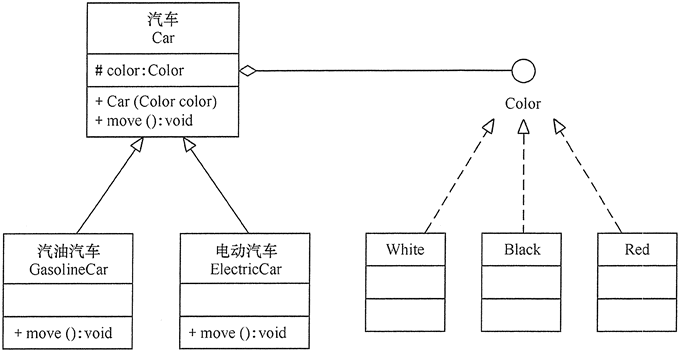 汽车
Car
# color:Color
+ Car (Color color)
+ move ():void
Color
汽油汽车
GasolineCar
+ move ():void
电动汽车
ElectricCar
+ move ():void
White
Black
Red